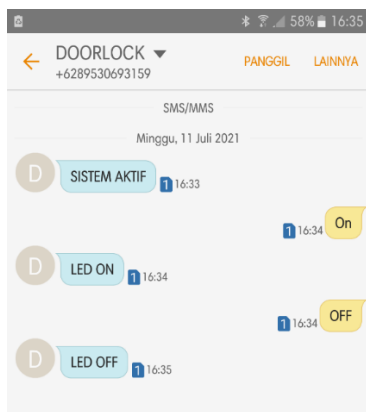 58% 16:35
DOORLOCK
+6289530693159
PANGGIL LAINNYA
SMS/MMS
Minggu, 11 Juli 2021
D SISTEM AKTIF 1 16:33
1 16:34 On
D LED ON 1 16:34
1 16:34 OFF
D LED OFF 1 16:35